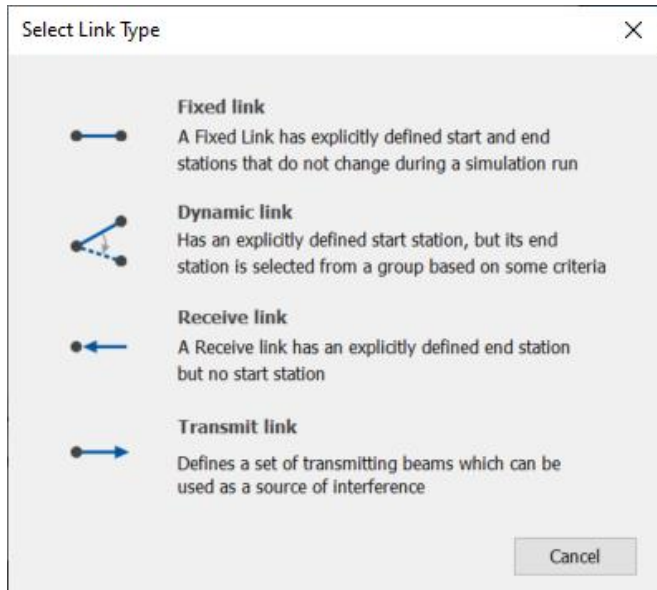 Select Link Type
Fixed link
A Fixed Link has explicitly defined start and end
stations that do not change during a simulation run
Dynamic link
Has an explicitly defined start station, but its end
station is selected from a group based on some criteria
Receive link
A Receive link has an explicitly defined end station
but no start station
Transmit link
Defines a set of transmitting beams which can be
used as a source of interference
Cancel